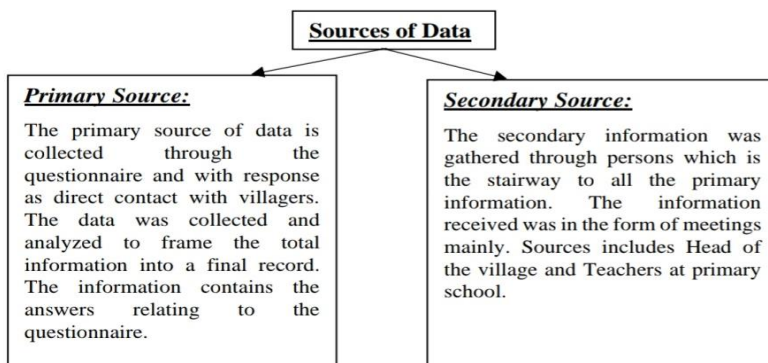 Sources of Data
Primary Source:
The primary source of data is
collected through the
questionnaire and with response
as direct contact with villagers.
The data was collected and
analyzed to frame the total
information into a final record.
The information contains the
answers relating to the
questionnaire.
Secondary Source:
The secondary information was
gathered through persons which is
the stairway to all the primary
information. The information
received was in the form of meetings
mainly. Sources includes Head of
the village and Teachers at primary
school.